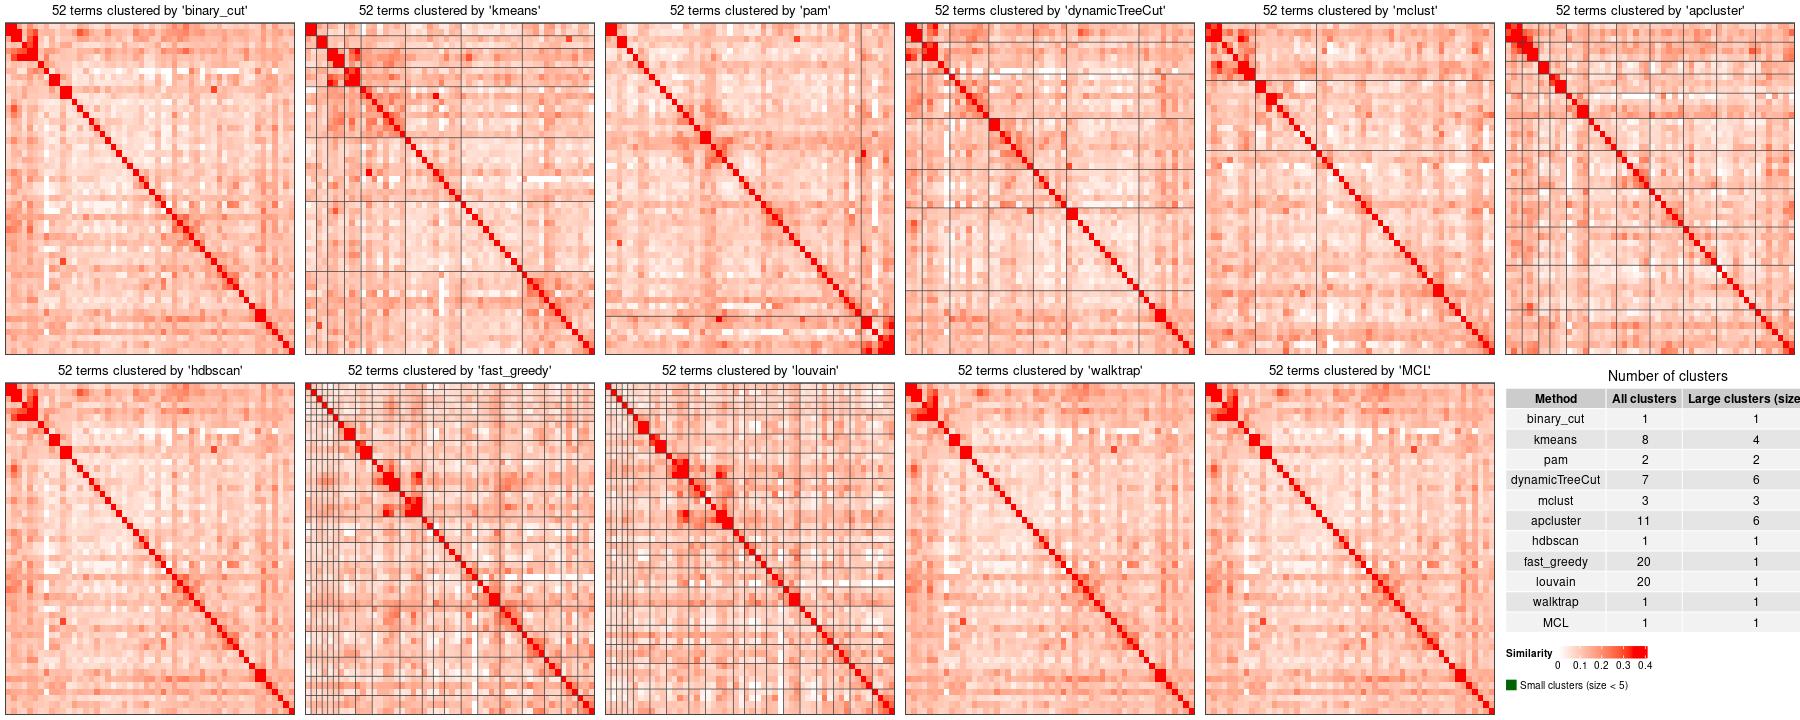 52 terms clustered by 'binary_cut'
52 terms clustered by 'kmeans'
52 terms clustered by 'pam'
52 terms clustered by 'dynamicTreeCut'
52 terms clustered by 'mclust'
52 terms clustered by 'apcluster'
52 terms clustered by 'hdbscan'
52 terms clustered by 'fast_greedy'
52 terms clustered by 'louvain'
52 terms clustered by 'walktrap'
52 terms clustered by 'MCL'
Number of clusters
Method All clusters Large clusters (size
binary_cut 1 1
kmeans 8 4
pam 2 2
dynamicTreeCut 7 6
mclust 3 3
apcluster 11 6
hdbscan 1 1
fast_greedy 20 1
louvain 20 1
walktrap 1 1
MCL 1 1
Similarity
0 0.1 0.2 0.3 0.4
Small clusters (size < 5)